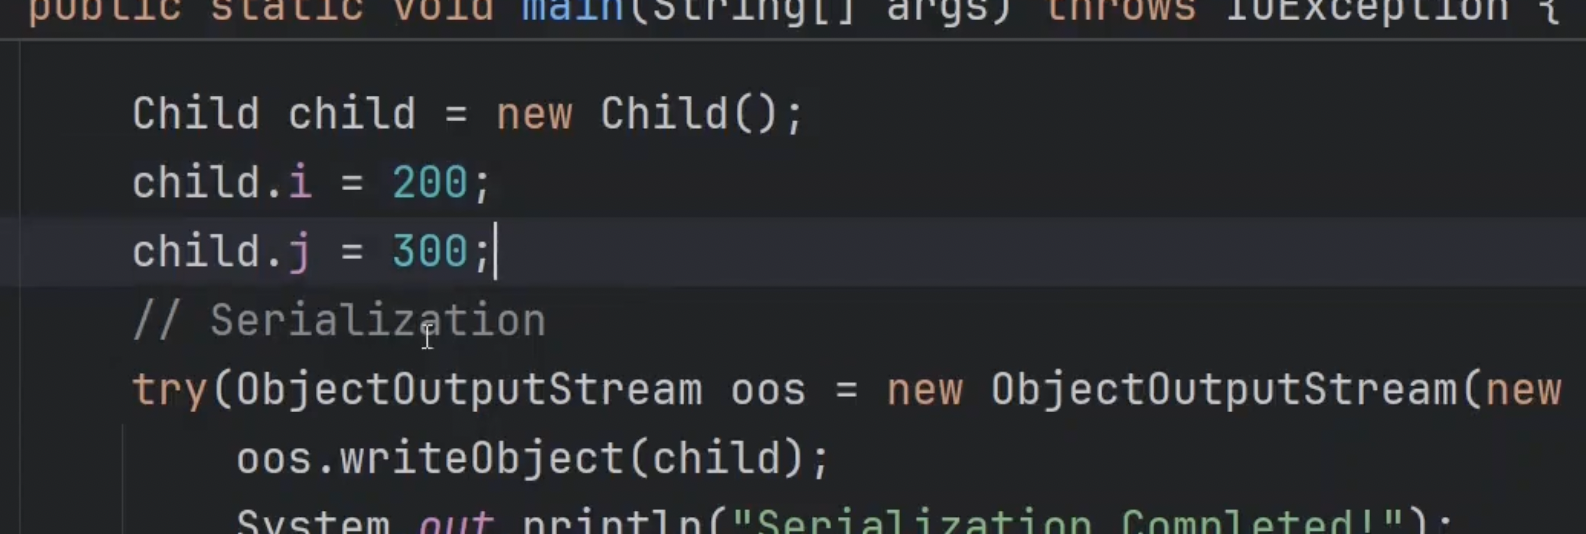 public static void main(String[] args) throws IOException {
Child child = new Child();
child.i = 200;
child.j = 300;
// Serialization
try(ObjectOutputStream oos = new ObjectOutputStream(new
oos.writeObject(child);
System.out.println("Serialization Completed!");